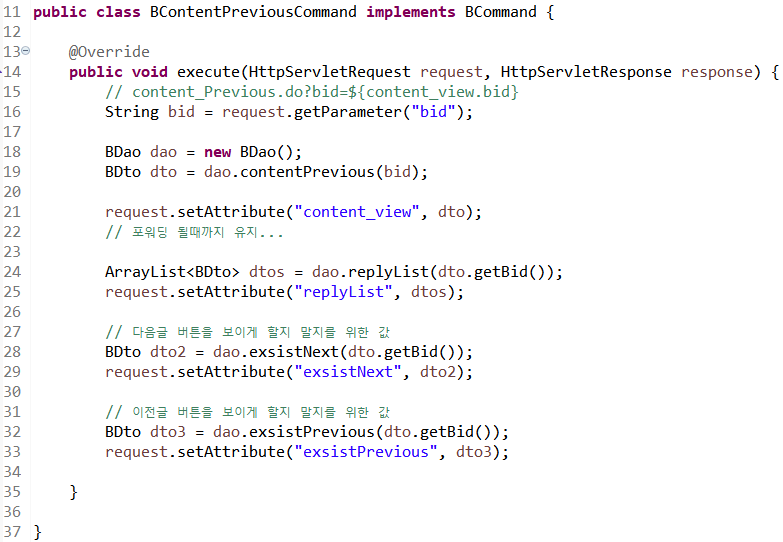 11 public class BContentPreviousCommand implements BCommand {
12
13 @Override
14 public void execute(HttpServletRequest request, HttpServletResponse response) {
15 // content_Previous.do?bid=${content_view.bid}
16 String bid = request.getParameter("bid");
17
18 BDao dao = new BDao();
19 BDto dto = dao.contentPrevious(bid);
20
21 request.setAttribute("content_view", dto);
22 // 포워딩 될때까지 유지...
23
24 ArrayList<BDto> dtos = dao.replyList(dto.getBid());
25 request.setAttribute("replyList", dtos);
26
27 // 다음글 버튼을 보이게 할지 말지를 위한 값
28 BDto dto2 = dao.exsistNext(dto.getBid());
29 request.setAttribute("exsistNext", dto2);
30
31 // 이전글 버튼을 보이게 할지 말지를 위한 값
32 BDto dto3 = dao.exsistPrevious(dto.getBid());
33 request.setAttribute("exsistPrevious", dto3);
34
35 }
36
37 }